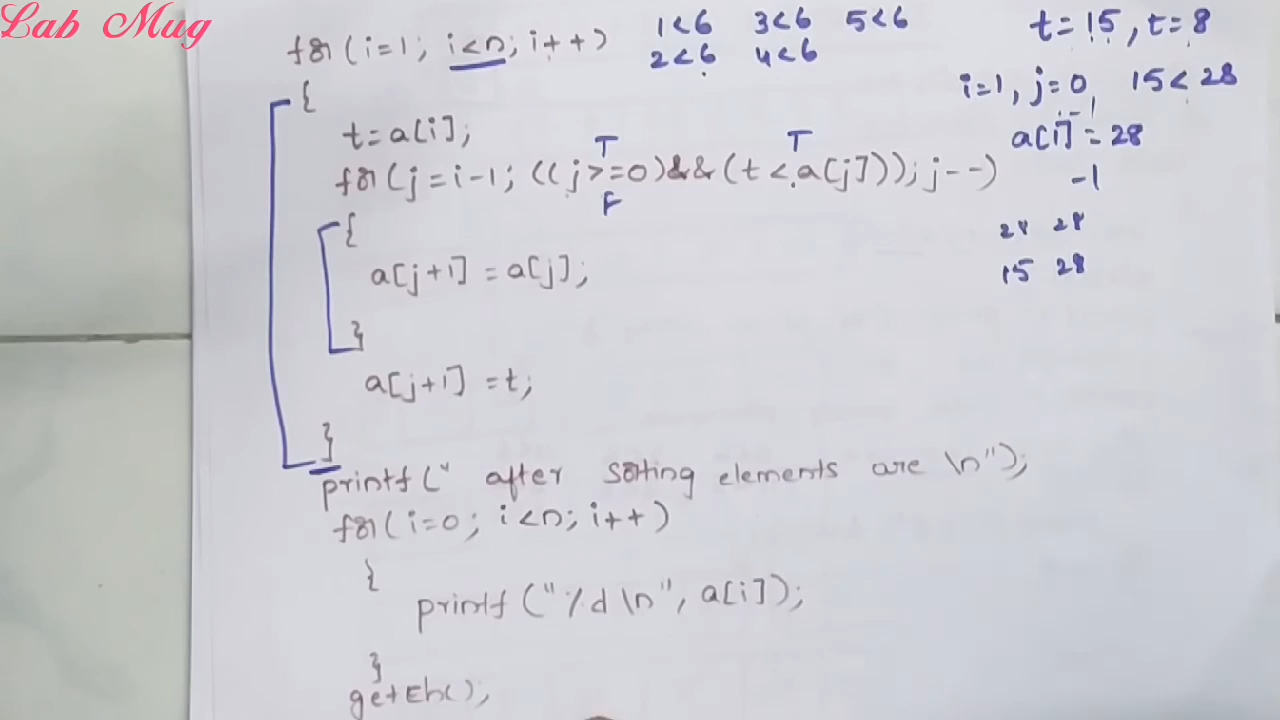 Lab Mug
for(i=1; i<n; i++) 1<6 3<6 5<6 t=15, t=8
2<6 4<6
{ i=1, j=0 15<28
-1
t=a[i]; a[i]=28
T T
for(j=i-1; ((j>=0)&&(t<a[j])); j--) -1
F
{ 28 28
a[j+1]=a[j]; 15 28
}
a[j+1]=t;
}
printf(" after sorting elements are \n");
for(i=0; i<n; i++)
{
printf("%d\n", a[i]);
}
getch();